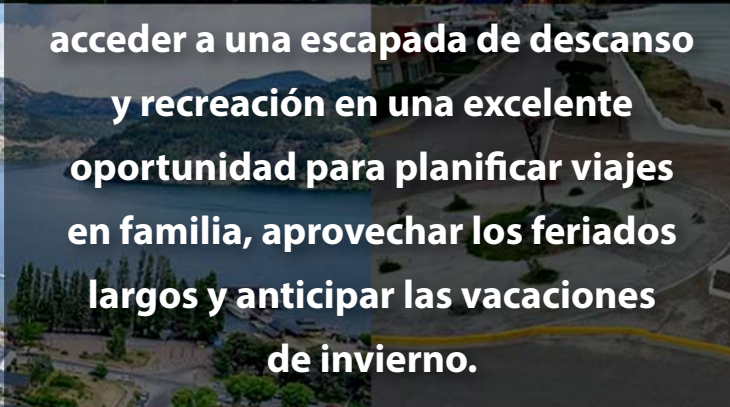 acceder a una escapada de descanso
y recreación en una excelente
oportunidad para planificar viajes
en familia, aprovechar los feriados
largos y anticipar las vacaciones
de invierno.